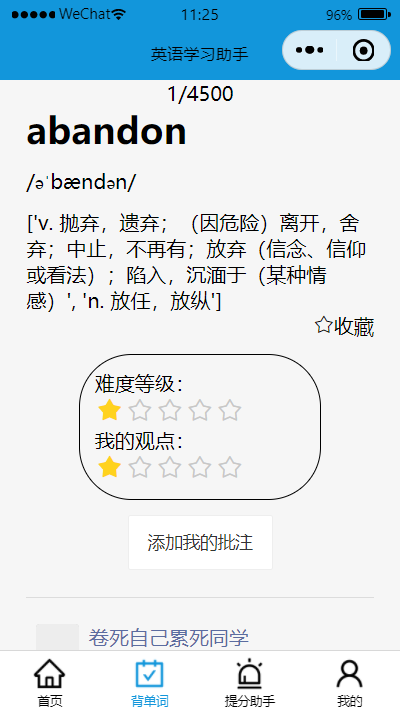 WeChat 11:25 96%
英语学习助手
1/4500
abandon
/əˈbændən/
['v. 抛弃，遗弃；（因危险）离开，舍
弃；中止，不再有；放弃（信念、信仰
或看法）；陷入，沉湎于（某种情
感）', 'n. 放任，放纵']
收藏
难度等级：
我的观点：
添加我的批注
卷死自己累死同学
首页 背单词 提分助手 我的